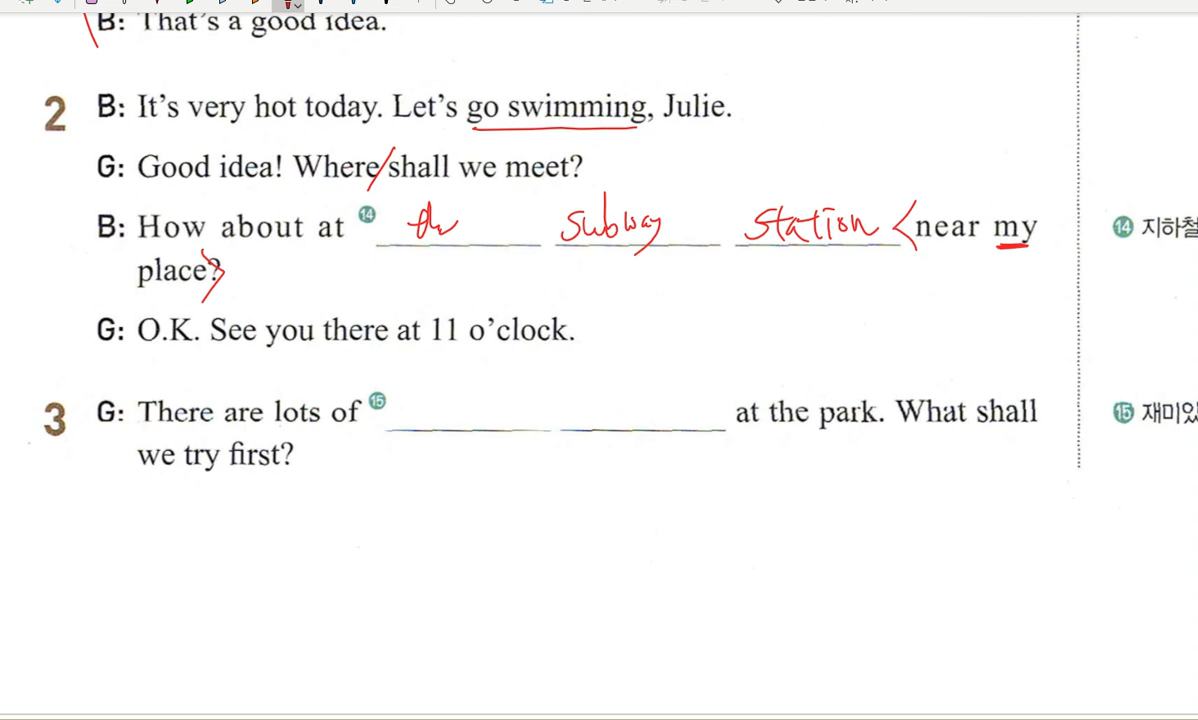 B: That's a good idea.
2 B: It's very hot today. Let's go swimming, Julie.
G: Good idea! Where/shall we meet?
B: How about at ⑭ the subway station < near my ⑭ 지하철
place?
G: O.K. See you there at 11 o'clock.
3 G: There are lots of ⑮ at the park. What shall ⑮ 재미있
we try first?